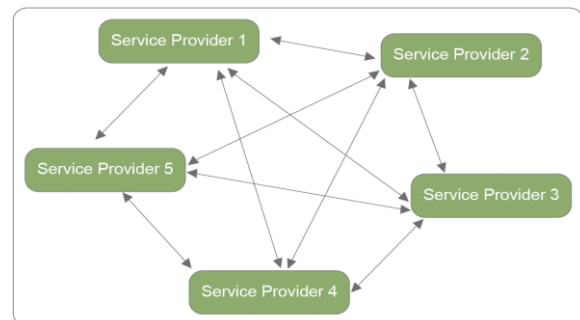 Service Provider 1
Service Provider 2
Service Provider 5
Service Provider 3
Service Provider 4